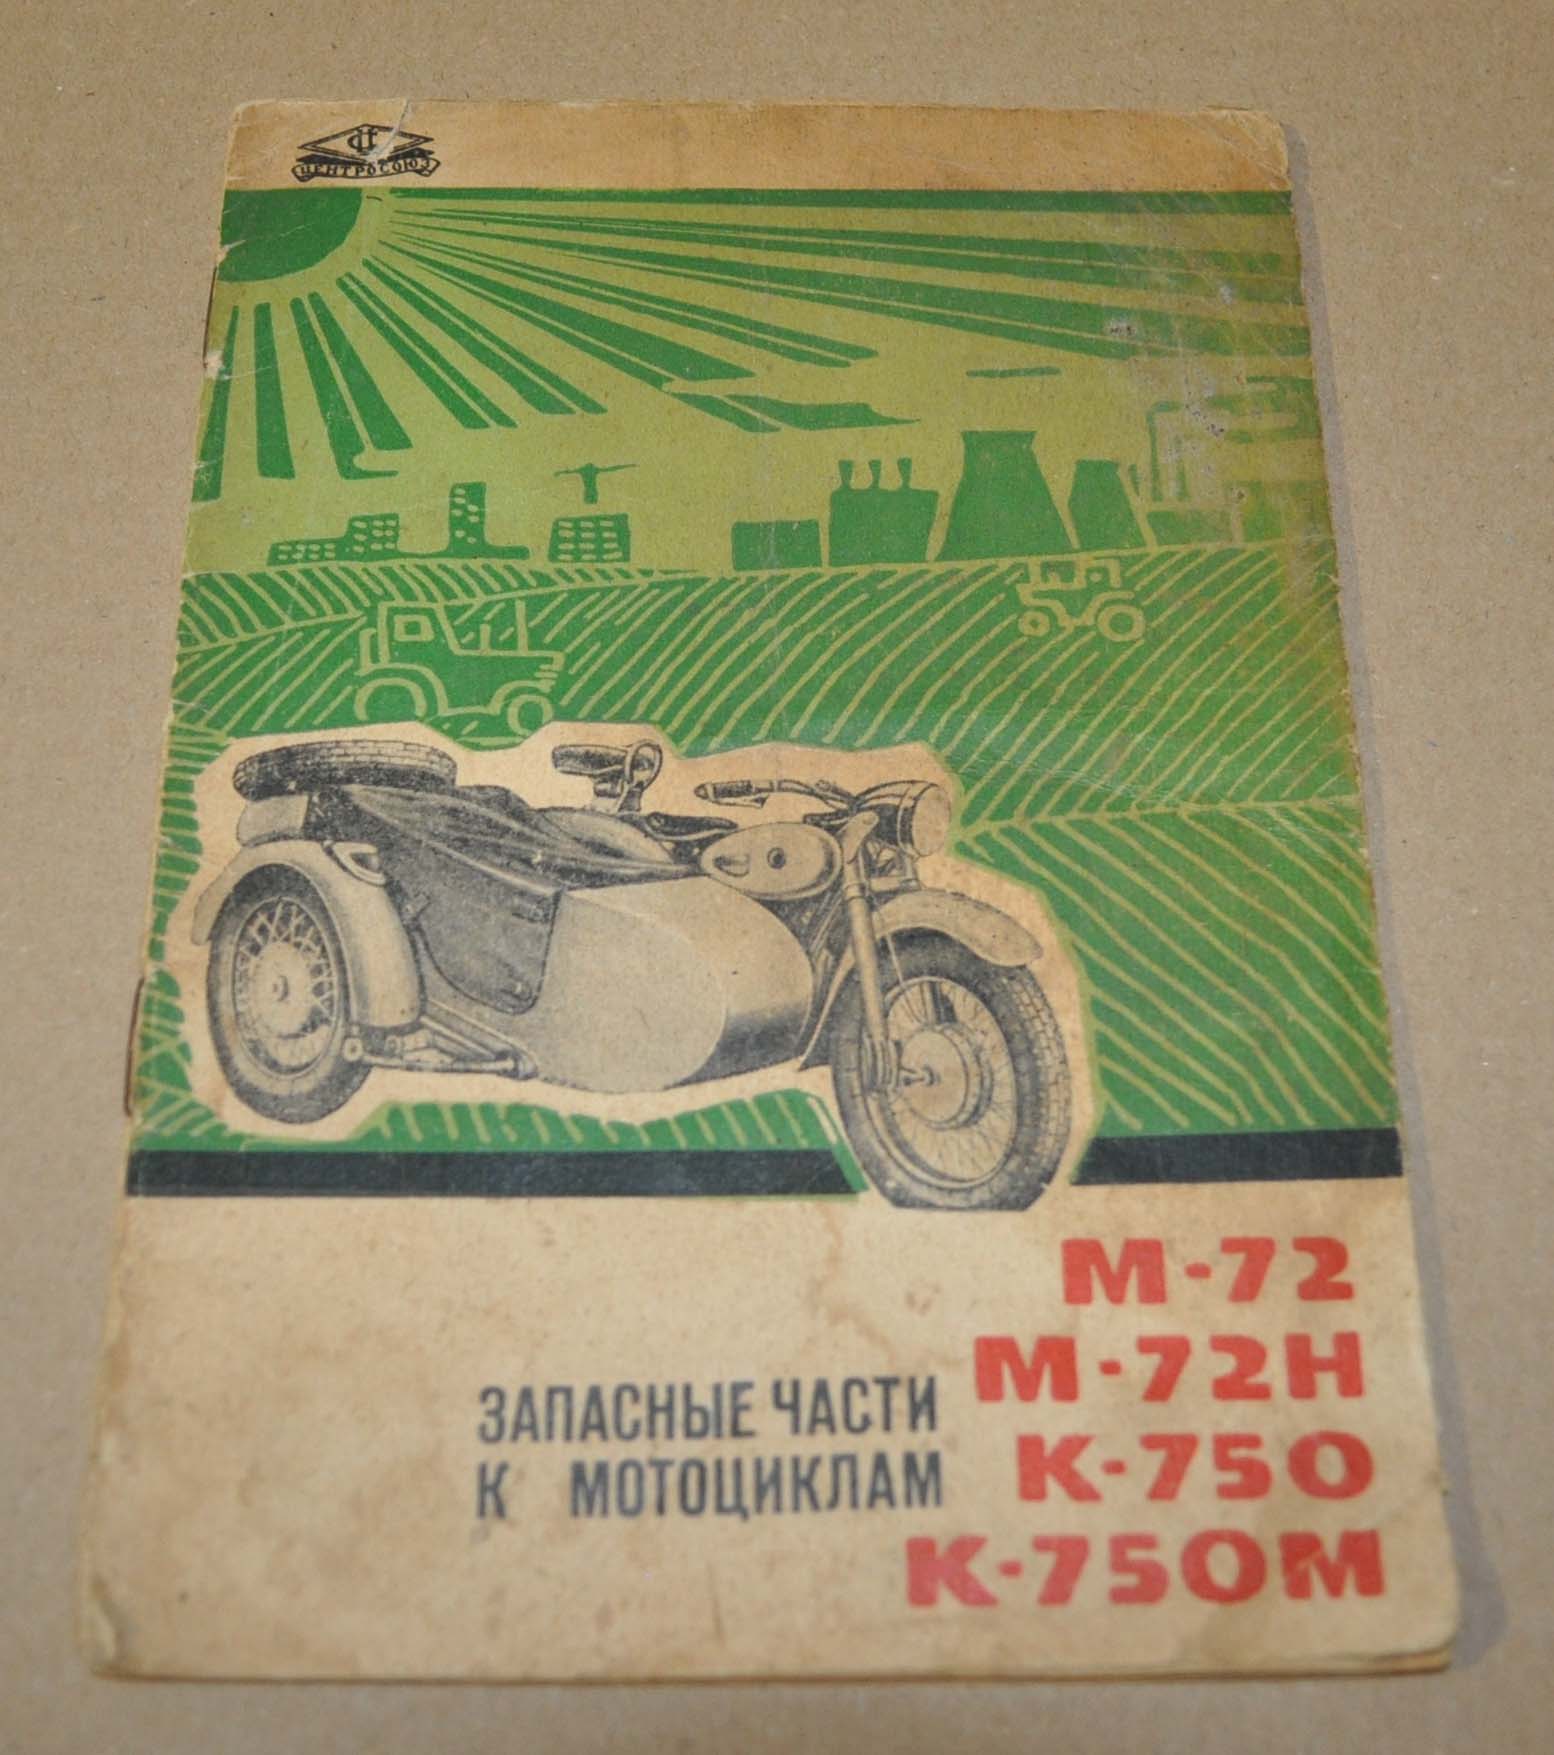 ЦЕНТРОСОЮЗ
М-72
М-72Н
ЗАПАСНЫЕ ЧАСТИ
К МОТОЦИКЛАМ
К-750
К-750М